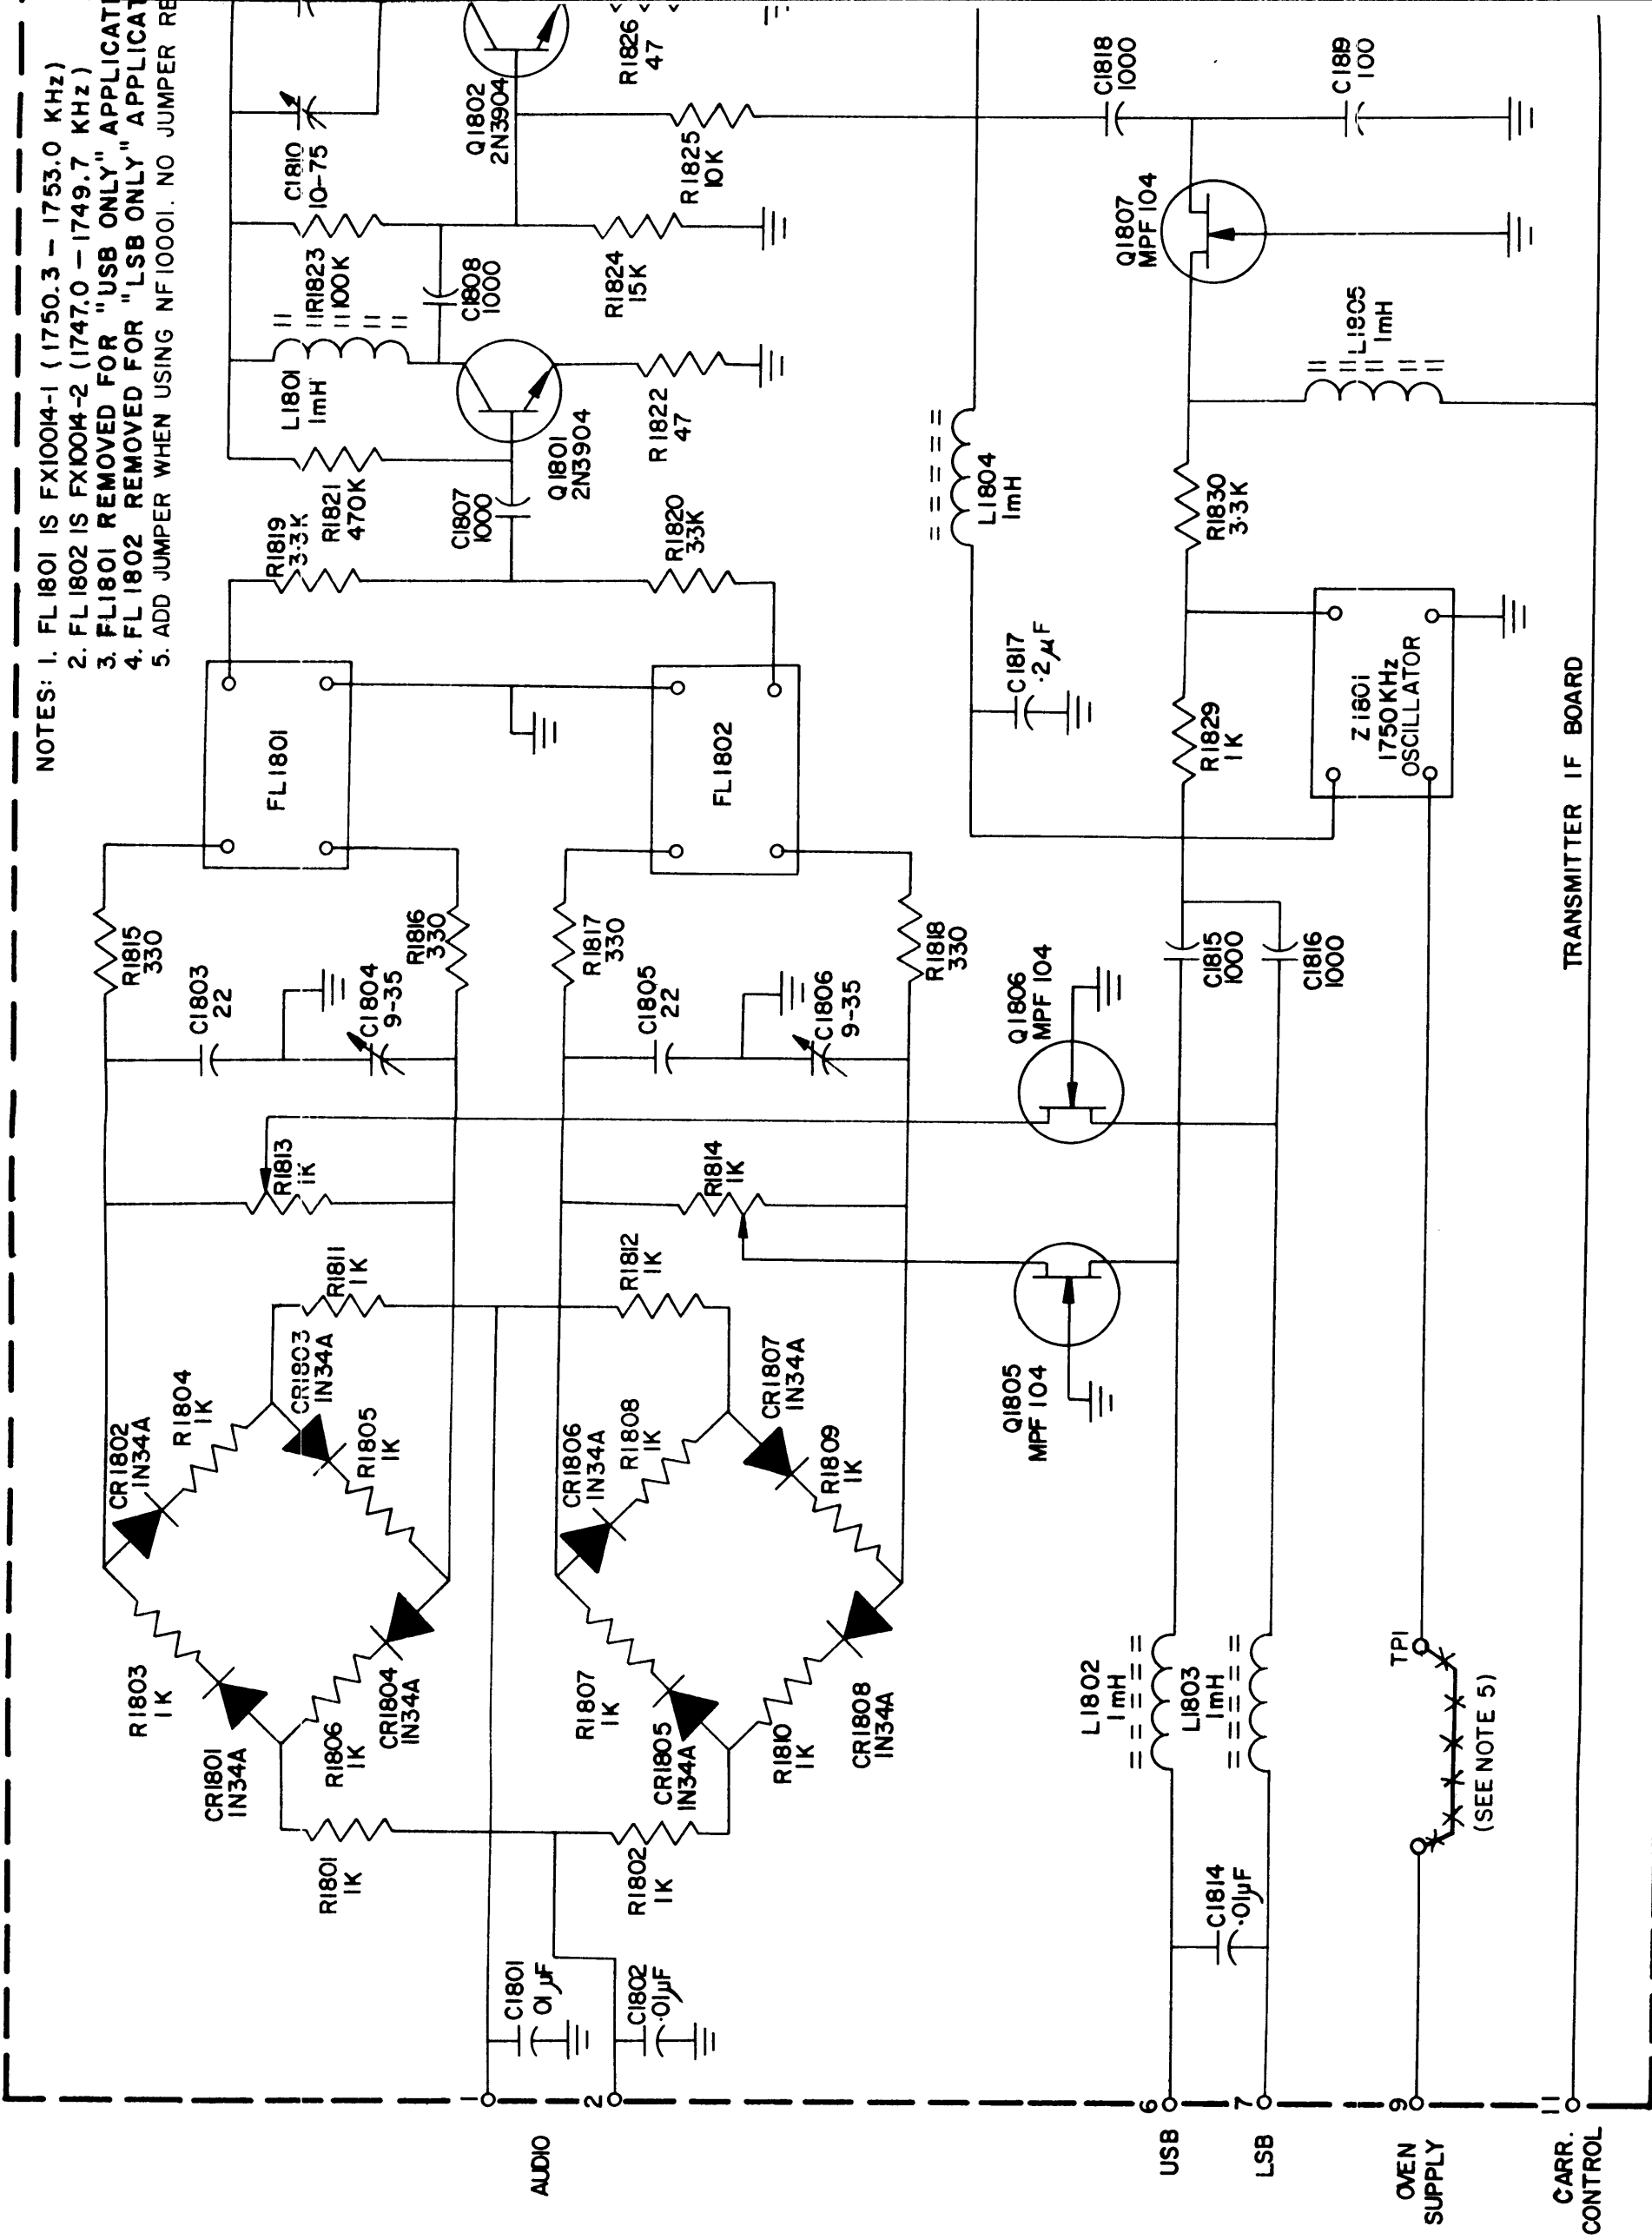 NOTES: 1. FL1801 IS FX10014-1 (1750.3 - 1753.0 KHz)
2. FL1802 IS FX10014-2 (1747.0 - 1749.7 KHz)
3. FL1801 REMOVED FOR "USB ONLY" APPLICAT
4. FL1802 REMOVED FOR "LSB ONLY" APPLICAT
5. ADD JUMPER WHEN USING NF10001. NO JUMPER RE
AUDIO
1
2
C1801
.01µF
C1802
.01µF
R1801
1K
R1802
1K
R1803
1K
CR1801
1N34A
R1806
1K
CR1804
1N34A
CR1802
1N34A
R1804
1K
CR1803
1N34A
R1805
1K
R1811
1K
R1807
1K
CR1805
1N34A
R1810
1K
CR1808
1N34A
CR1806
1N34A
R1808
1K
CR1807
1N34A
R1809
1K
R1812
1K
R1813
1K
R1814
1K
C1803
22
C1804
9-35
C1805
22
C1806
9-35
R1815
330
R1816
330
R1817
330
R1818
330
FL1801
FL1802
R1819
3.3K
R1820
3.3K
R1821
470K
C1807
1000
Q1801
2N3904
L1801
1mH
R1822
47
R1823
100K
C1808
1000
R1824
15K
C1810
10-75
Q1802
2N3904
R1825
10K
R1826
47
USB
6
LSB
7
C1814
.01µF
L1802
1mH
L1803
1mH
Q1805
MPF104
Q1806
MPF104
C1815
1000
C1816
1000
R1829
1K
C1817
.2µF
L1804
1mH
R1830
3.3K
Z1801
1750KHz
OSCILLATOR
L1805
1mH
Q1807
MPF104
C1818
1000
C1819
100
OVEN
SUPPLY
9
TP1
(SEE NOTE 5)
CARR.
CONTROL
11
TRANSMITTER IF BOARD